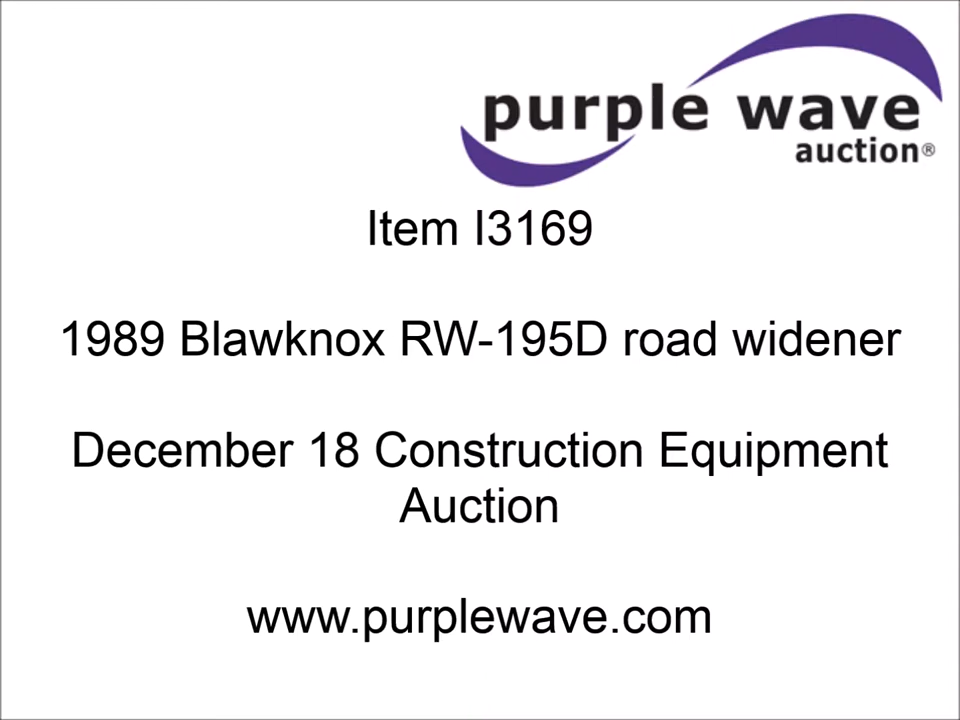 purple wave
auction®
Item I3169
1989 Blawknox RW-195D road widener
December 18 Construction Equipment
Auction
www.purplewave.com